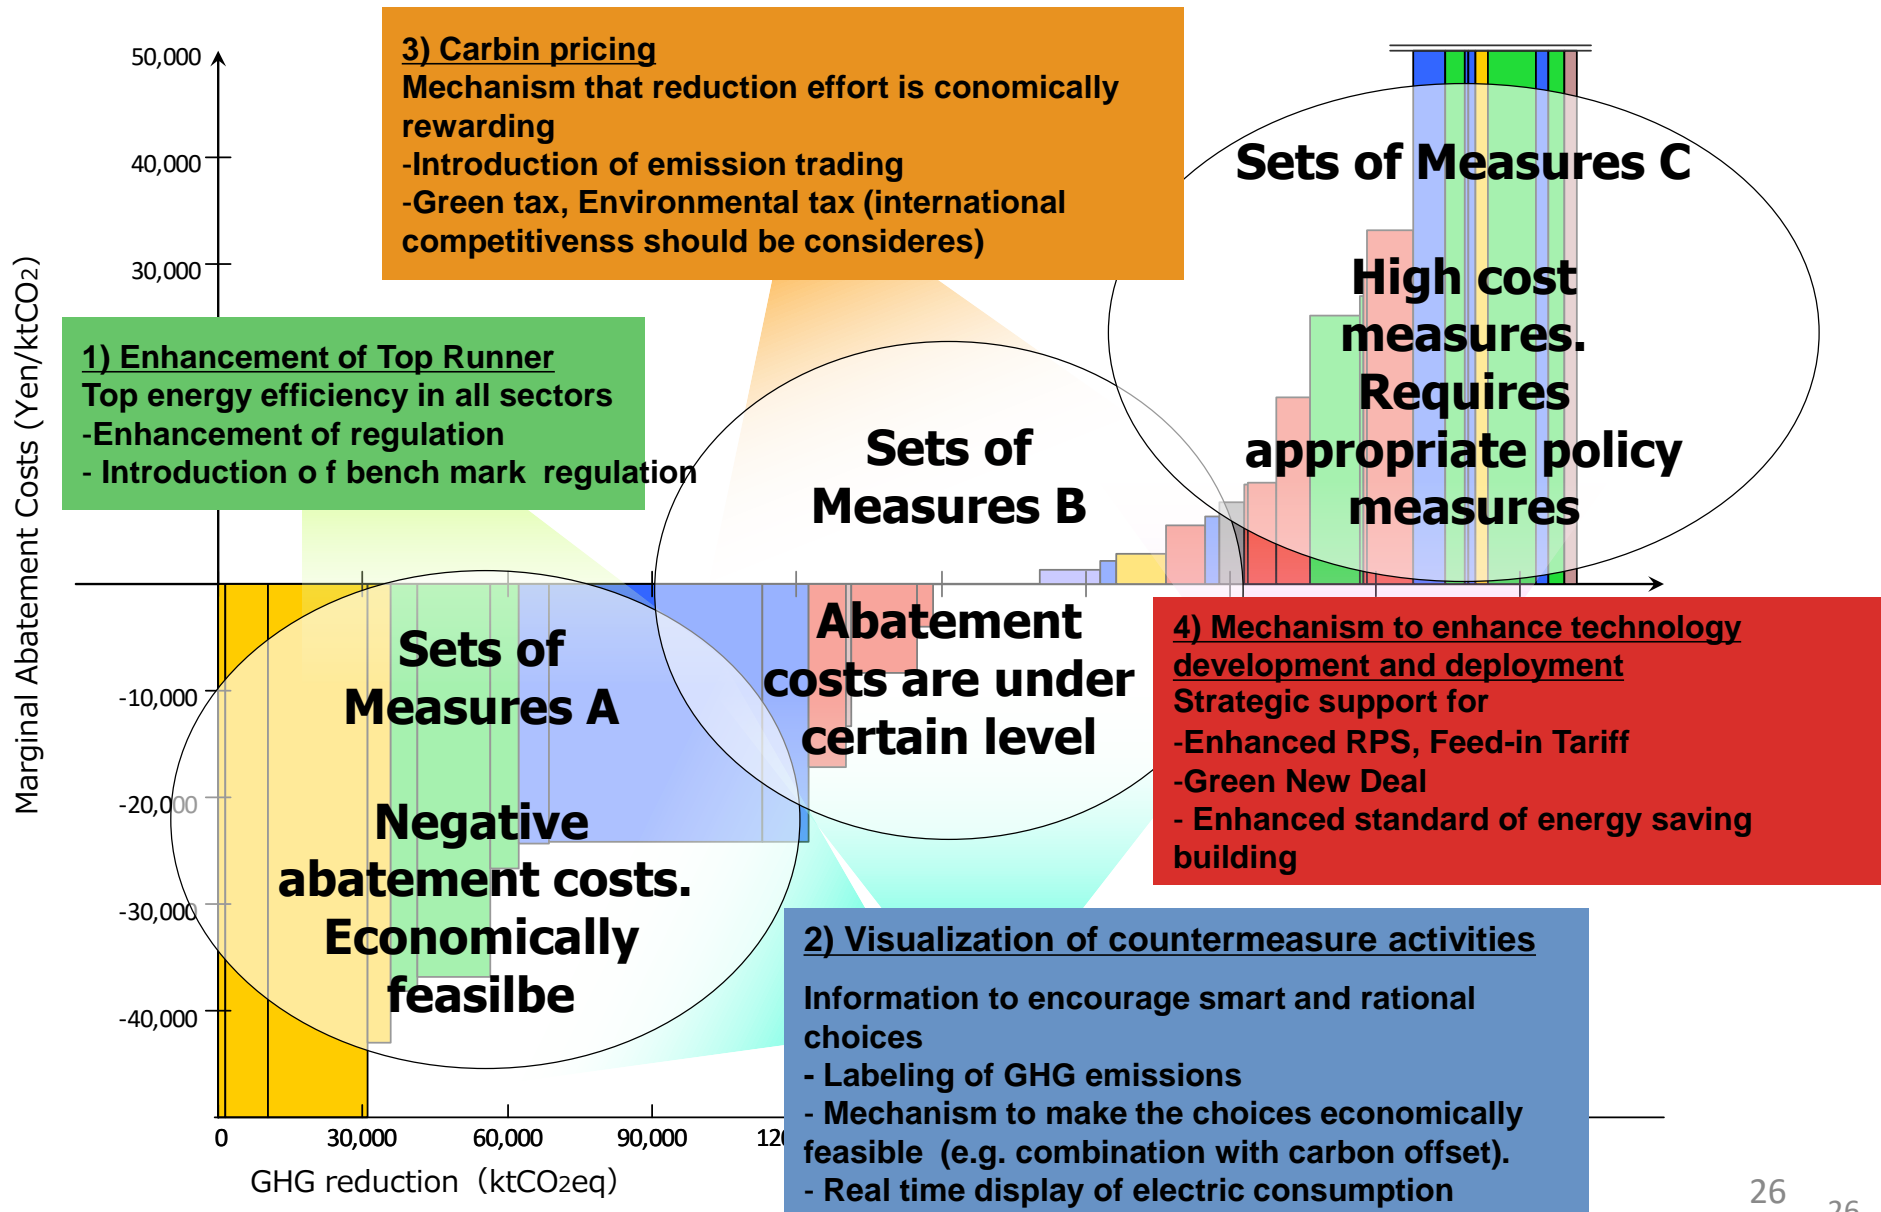 3) Carbin pricing
Mechanism that reduction effort is conomically
rewarding
-Introduction of emission trading
-Green tax, Environmental tax (international
competitivenss should be consideres)
1) Enhancement of Top Runner
Top energy efficiency in all sectors
-Enhancement of regulation
- Introduction o f bench mark  regulation
Sets of Measures C
High cost
measures.
Requires
appropriate policy
measures
Sets of
Measures B
Abatement
costs are under
certain level
Sets of
Measures A
Negative
abatement costs.
Economically
feasilbe
4) Mechanism to enhance technology
development and deployment
Strategic support for
-Enhanced RPS, Feed-in Tariff
-Green New Deal
- Enhanced standard of energy saving
building
2) Visualization of countermeasure activities
Information to encourage smart and rational
choices
- Labeling of GHG emissions
- Mechanism to make the choices economically
feasible  (e.g. combination with carbon offset).
- Real time display of electric consumption
Marginal Abatement Costs (Yen/ktCO2)
50,000
40,000
30,000
-10,000
-20,000
-30,000
-40,000
0
30,000
60,000
90,000
GHG reduction (ktCO2eq)
26
26